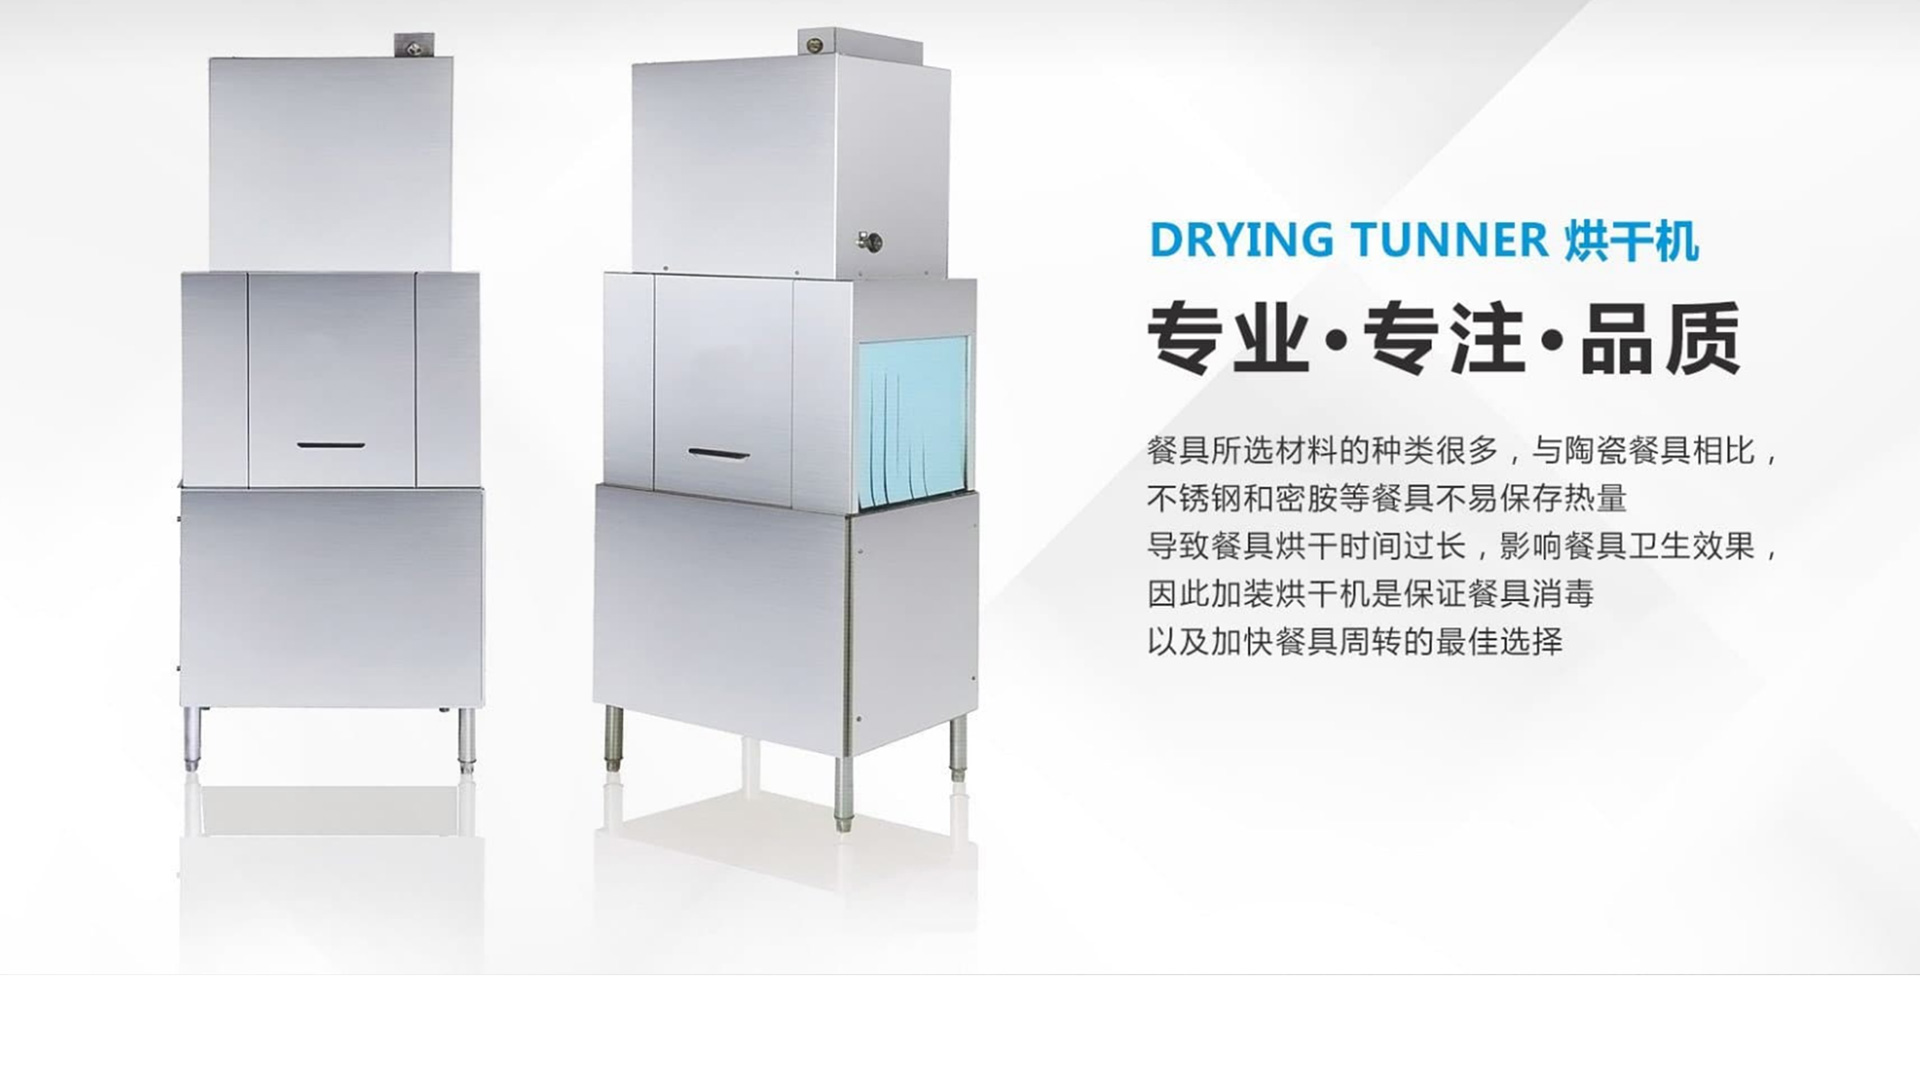 DRYING TUNNER 烘干机
专业·专注·品质
餐具所选材料的种类很多，与陶瓷餐具相比，
不锈钢和密胺等餐具不易保存热量
导致餐具烘干时间过长，影响餐具卫生效果，
因此加装烘干机是保证餐具消毒
以及加快餐具周转的最佳选择